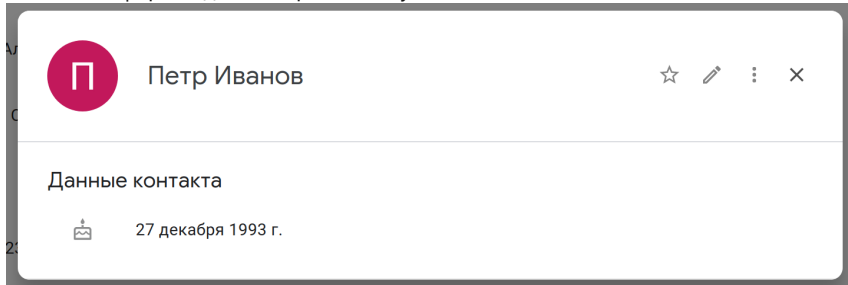 П
Петр Иванов
Данные контакта
27 декабря 1993 г.